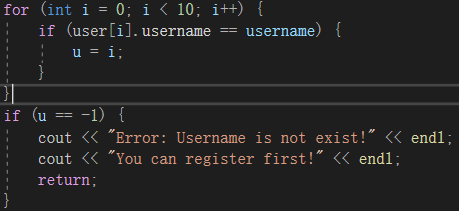 for (int i = 0; i < 10; i++) {
    if (user[i].username == username) {
        u = i;
    }
}
if (u == -1) {
    cout << "Error: Username is not exist!" << endl;
    cout << "You can register first!" << endl;
    return;
}